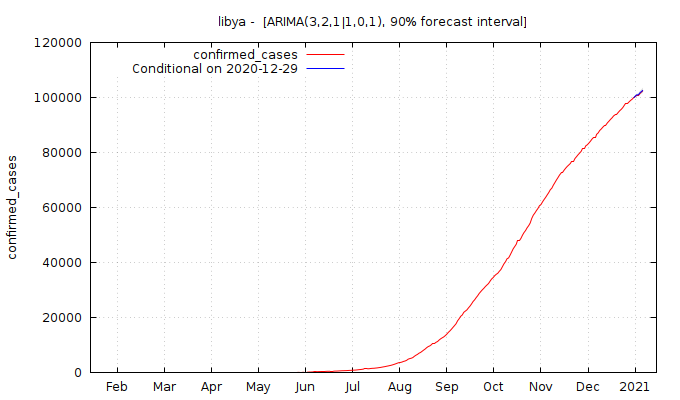 libya -  [ARIMA(3,2,1|1,0,1), 90% forecast interval]
confirmed_cases
Conditional on 2020-12-29
120000
100000
80000
60000
40000
20000
0
confirmed_cases
Feb Mar Apr May Jun Jul Aug Sep Oct Nov Dec 2021